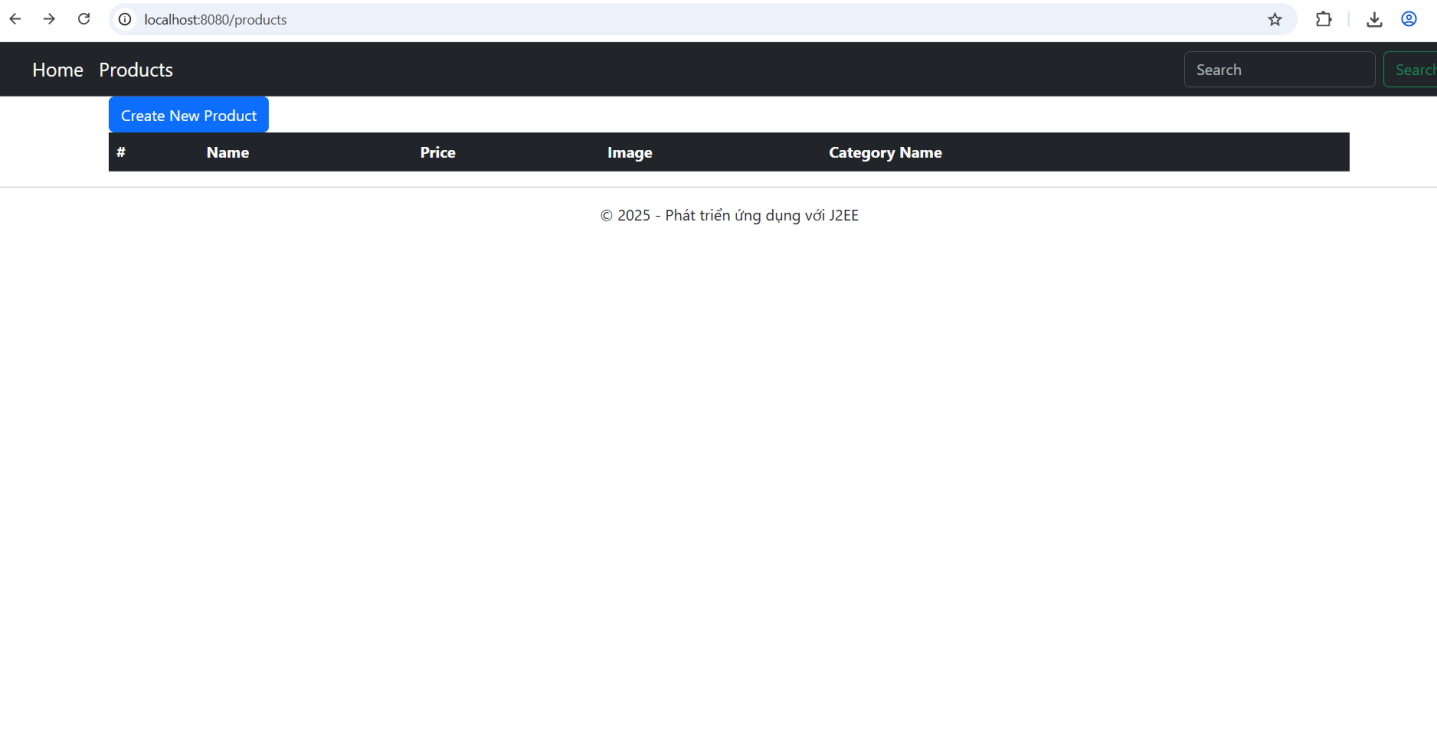 localhost:8080/products
Home Products Search Search
Create New Product
# Name Price Image Category Name
© 2025 - Phát triển ứng dụng với J2EE